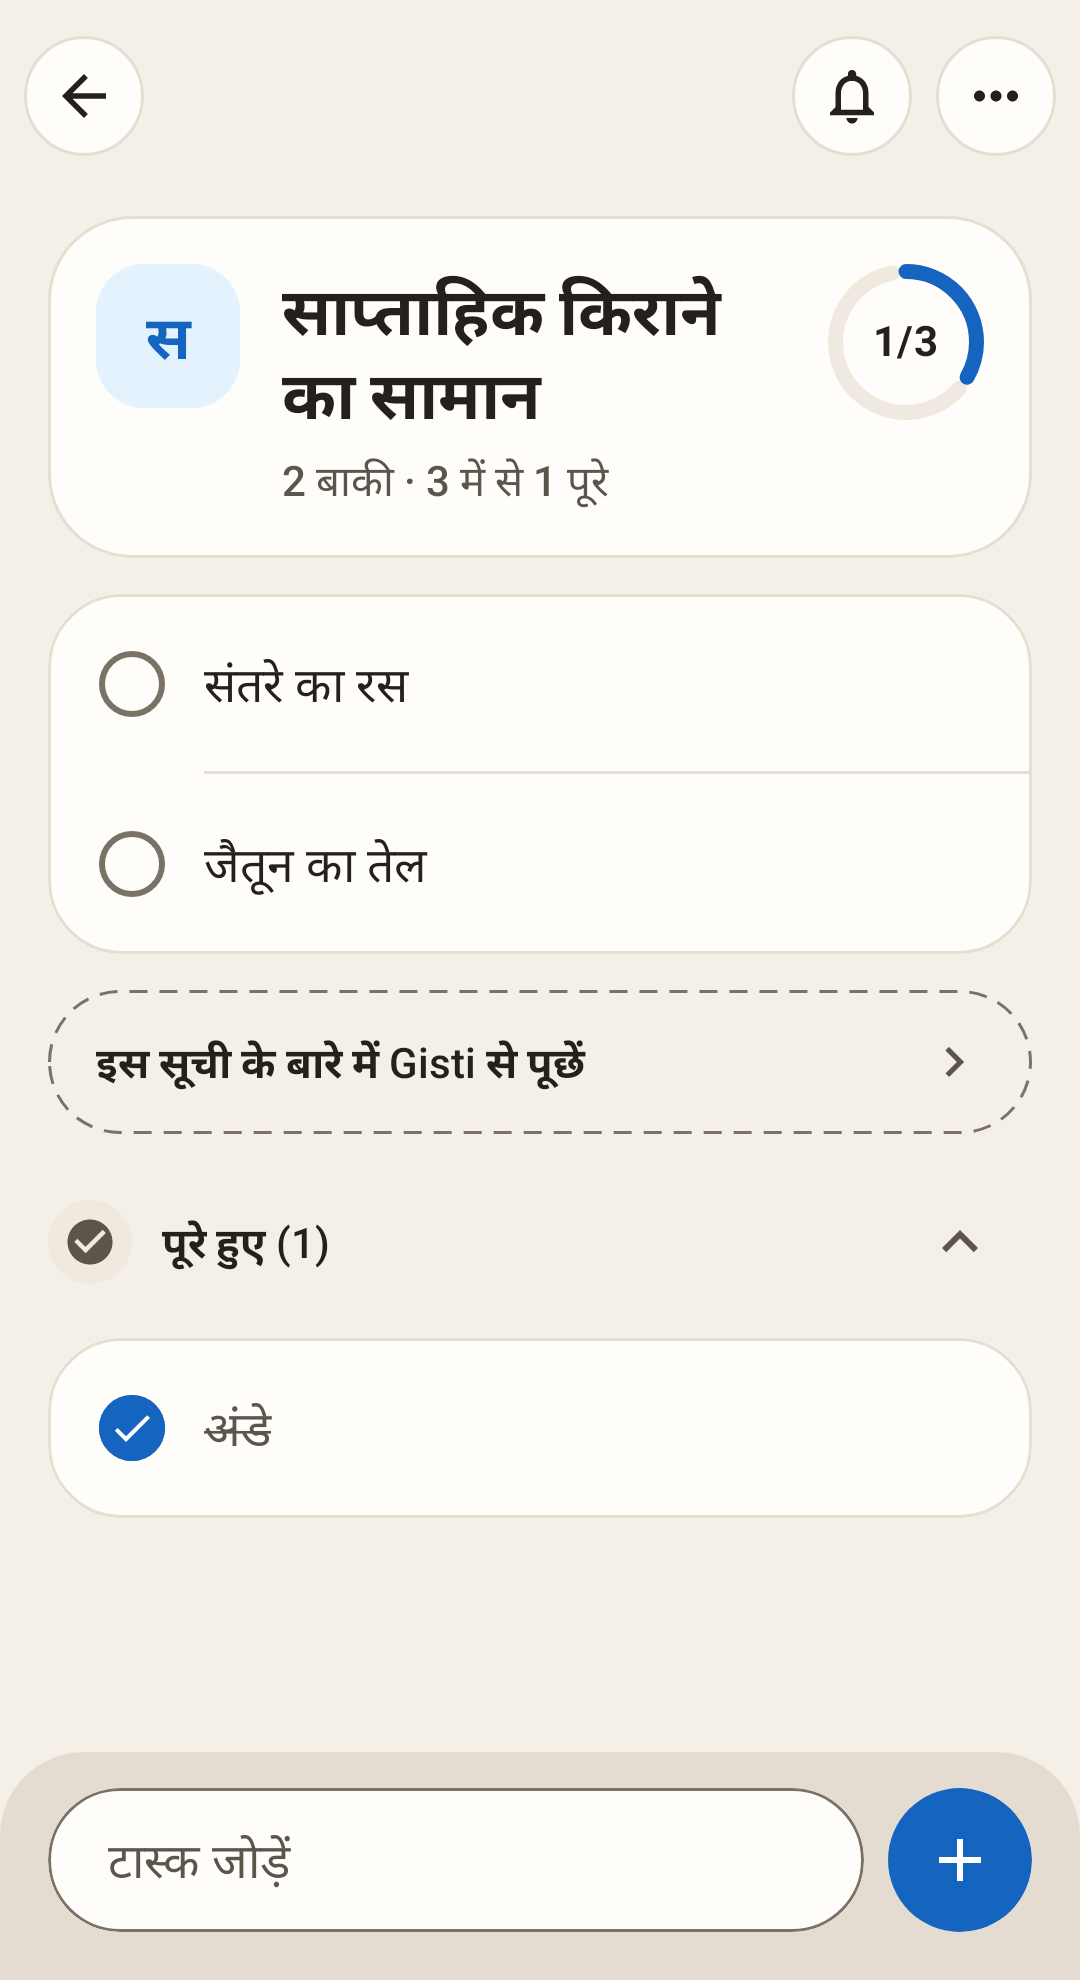 स
साप्ताहिक किराने
का सामान
2 बाकी · 3 में से 1 पूरे
1/3
संतरे का रस
जैतून का तेल
इस सूची के बारे में Gisti से पूछें
पूरे हुए (1)
अंडे
टास्क जोड़ें